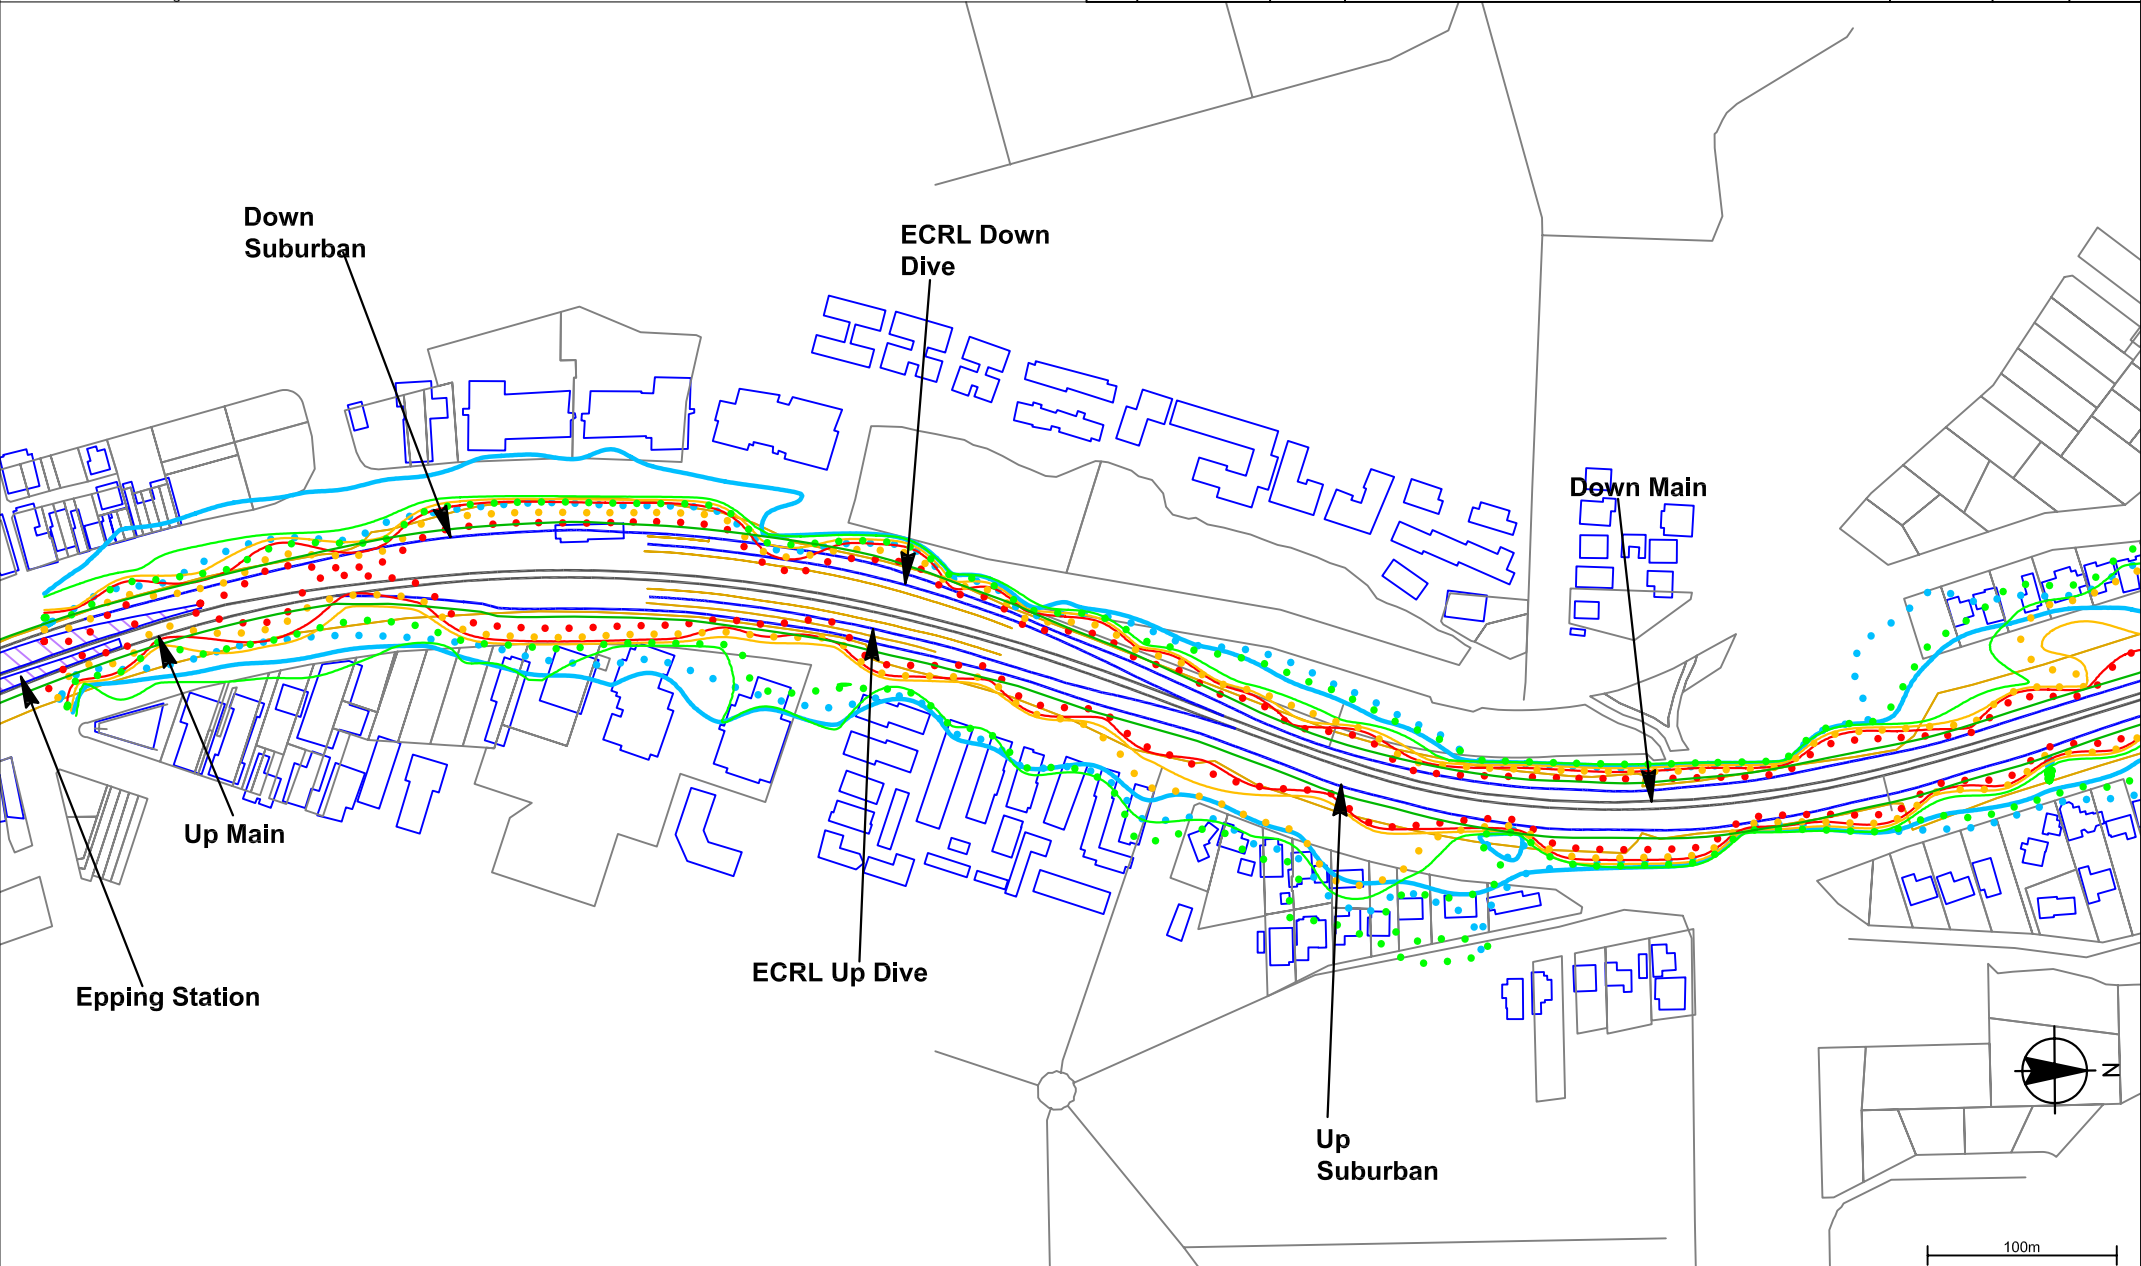 Down
Suburban
ECRL Down
Dive
Down Main
Up Main
ECRL Up Dive
Epping Station
N
Up
Suburban
100m